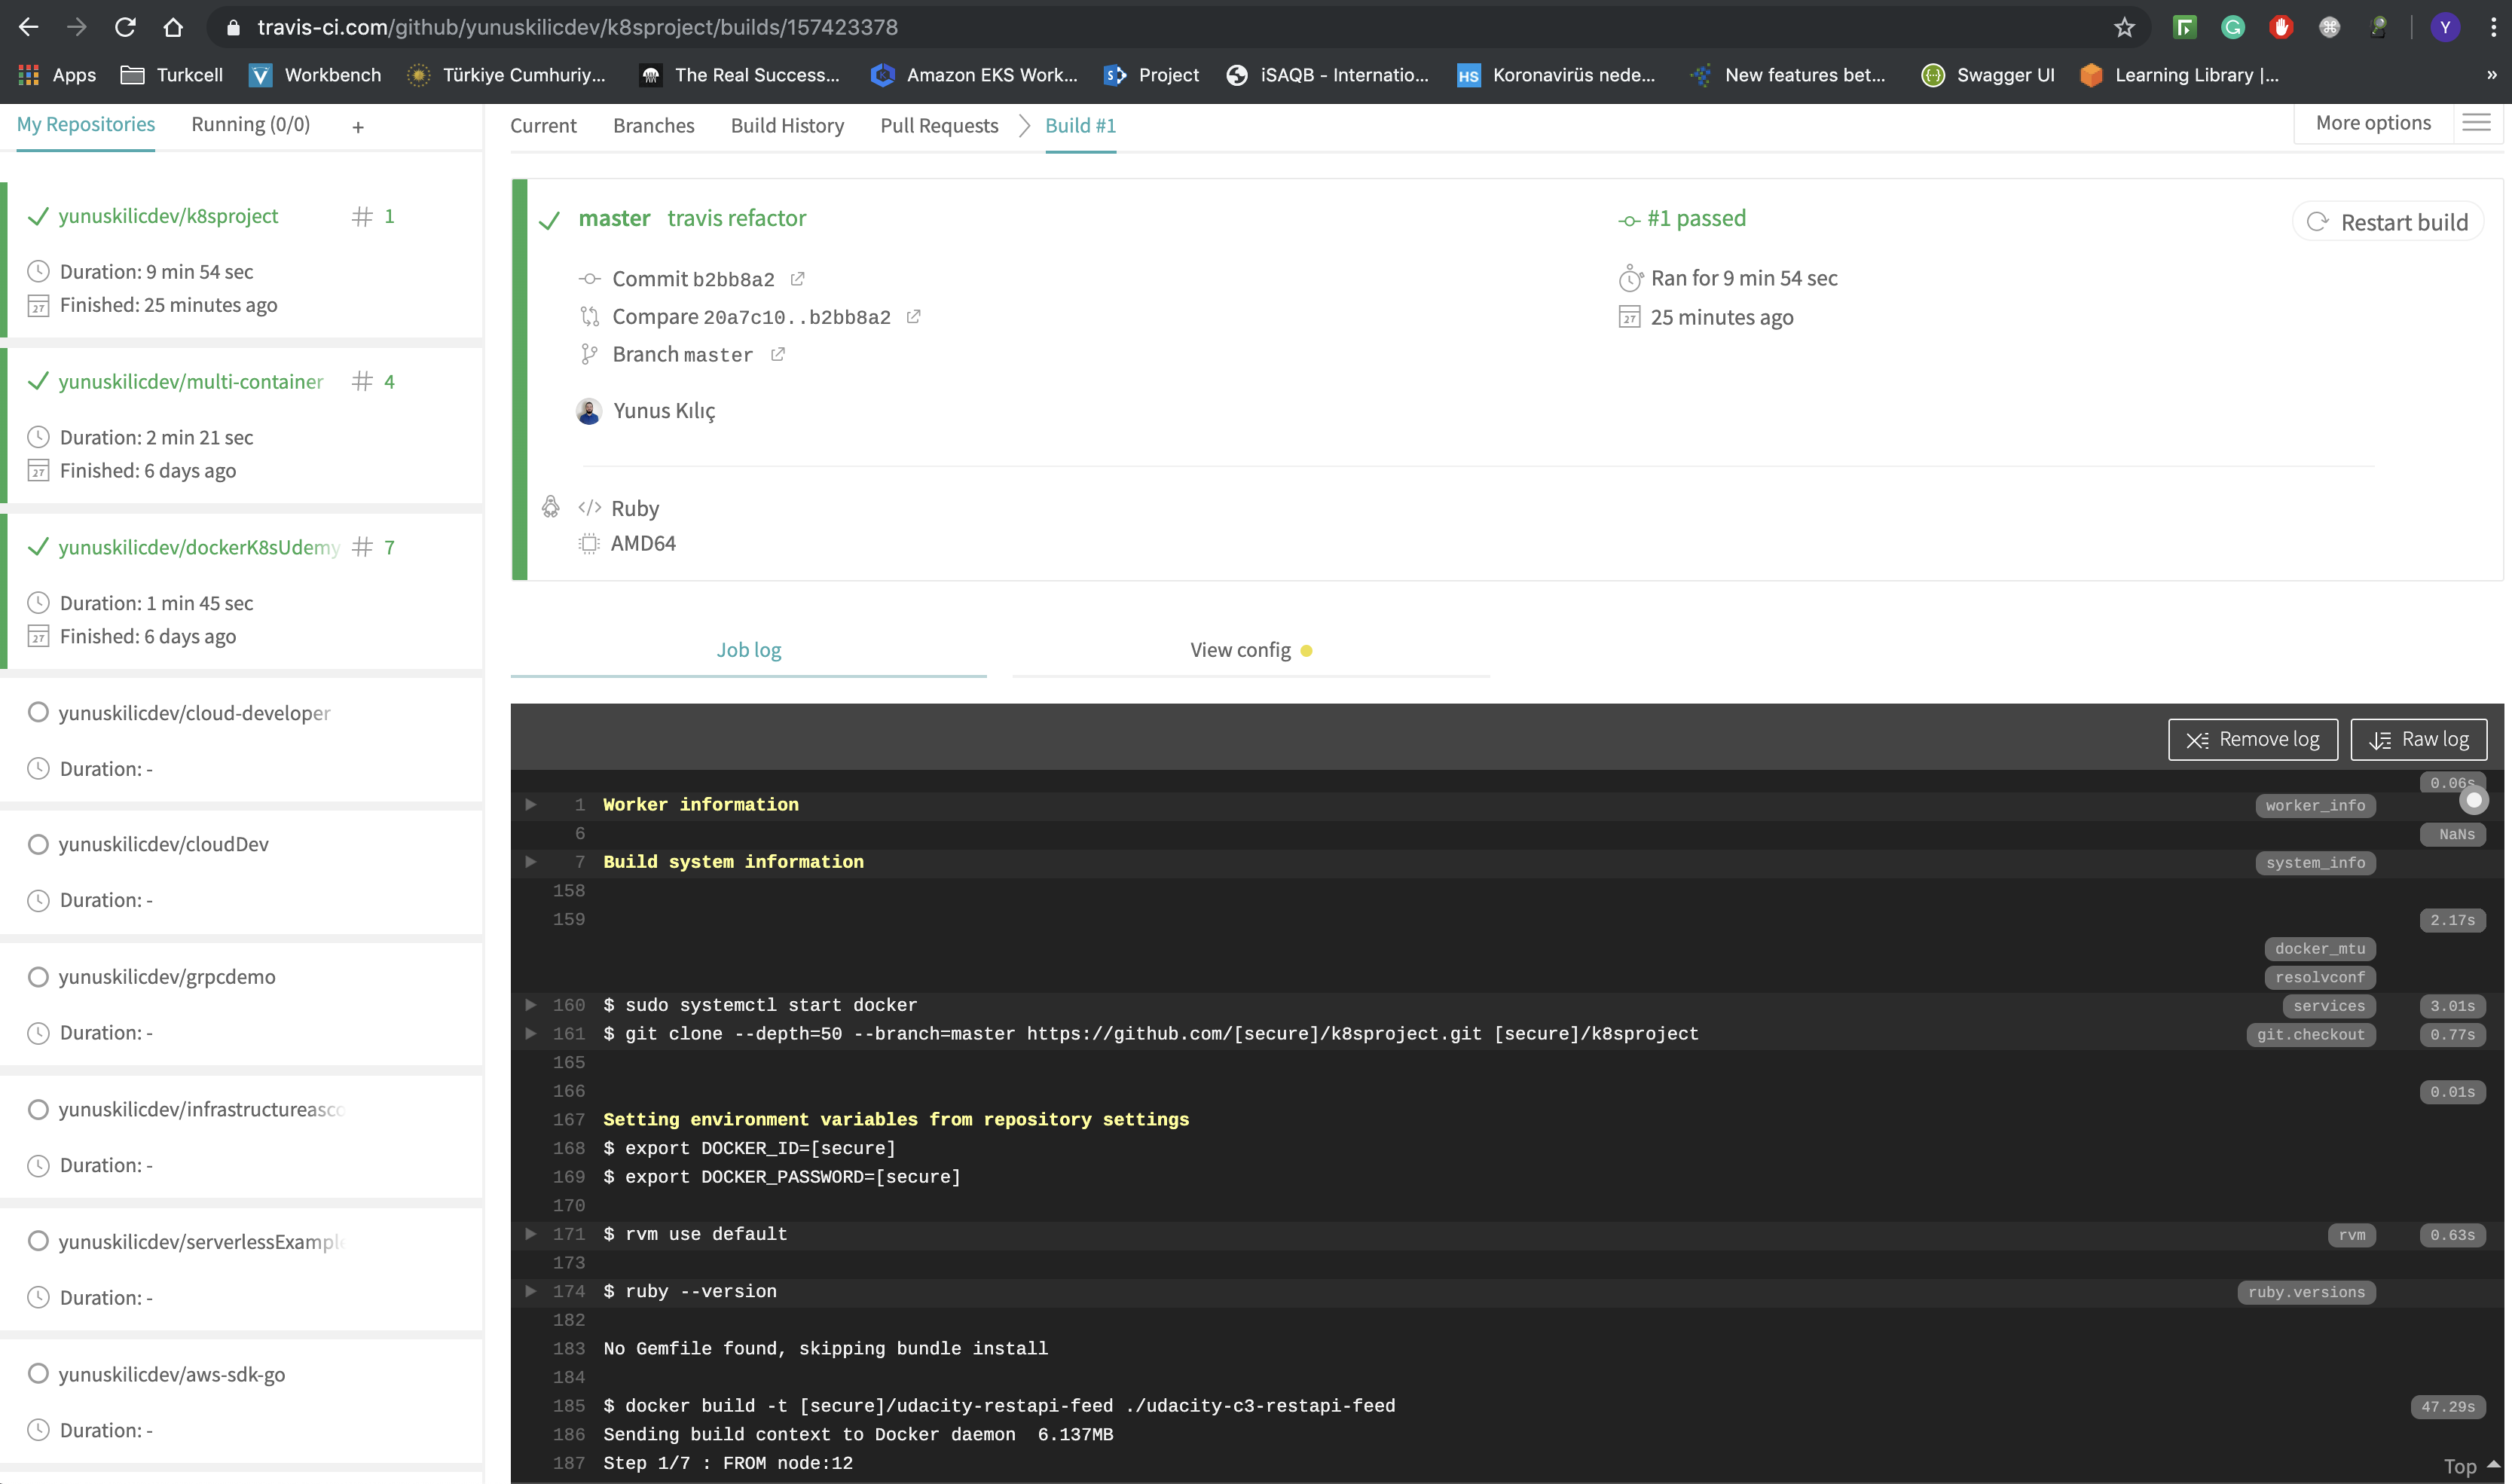 travis-ci.com/github/yunuskilicdev/k8sproject/builds/157423378
Y
Apps Turkcell Workbench Türkiye Cumhuriy... The Real Success... Amazon EKS Work... Project iSAQB - Internatio... HS Koronavirüs nede... New features bet... Swagger UI Learning Library |... »
My Repositories Running (0/0) +
Current Branches Build History Pull Requests Build #1 More options
yunuskilicdev/k8sproject # 1
Duration: 9 min 54 sec
Finished: 25 minutes ago
yunuskilicdev/multi-container # 4
Duration: 2 min 21 sec
Finished: 6 days ago
yunuskilicdev/dockerK8sUdemy # 7
Duration: 1 min 45 sec
Finished: 6 days ago
yunuskilicdev/cloud-developer
Duration: -
yunuskilicdev/cloudDev
Duration: -
yunuskilicdev/grpcdemo
Duration: -
yunuskilicdev/infrastructureasco
Duration: -
yunuskilicdev/serverlessExample
Duration: -
yunuskilicdev/aws-sdk-go
Duration: -
master travis refactor
#1 passed
Restart build
Commit b2bb8a2
Ran for 9 min 54 sec
Compare 20a7c10..b2bb8a2
25 minutes ago
Branch master
Yunus Kılıç
</> Ruby
AMD64
Job log View config
Remove log Raw log
0.06s
1 Worker information worker_info
6 NaNs
7 Build system information system_info
158
159 2.17s
docker_mtu
resolvconf
160 $ sudo systemctl start docker services 3.01s
161 $ git clone --depth=50 --branch=master https://github.com/[secure]/k8sproject.git [secure]/k8sproject git.checkout 0.77s
165
166 0.01s
167 Setting environment variables from repository settings
168 $ export DOCKER_ID=[secure]
169 $ export DOCKER_PASSWORD=[secure]
170
171 $ rvm use default rvm 0.63s
173
174 $ ruby --version ruby.versions
182
183 No Gemfile found, skipping bundle install
184
185 $ docker build -t [secure]/udacity-restapi-feed ./udacity-c3-restapi-feed 47.29s
186 Sending build context to Docker daemon 6.137MB
187 Step 1/7 : FROM node:12
Top